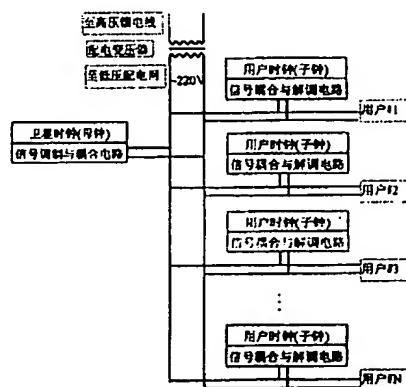 至高压馈电线
配电变压器
至低压配电网
~220V
用户时钟(子钟)
信号耦合与解调电路
用户#1
卫星时钟(母钟)
信号调制与耦合电路
用户时钟(子钟)
信号耦合与解调电路
用户#2
用户时钟(子钟)
信号耦合与解调电路
用户#3
⋮
用户时钟(子钟)
信号耦合与解调电路
用户#N